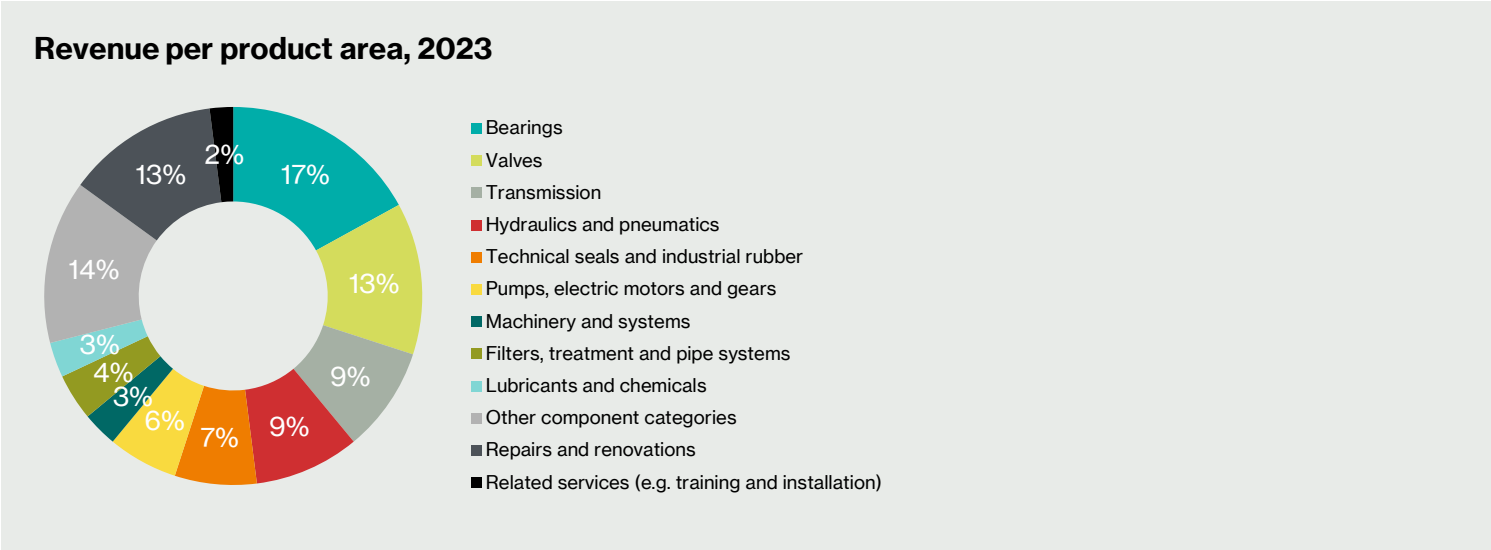 Revenue per product area, 2023
2%
17%
13%
13%
14%
9%
3%
4%
3%
6%
7%
9%
Bearings
Valves
Transmission
Hydraulics and pneumatics
Technical seals and industrial rubber
Pumps, electric motors and gears
Machinery and systems
Filters, treatment and pipe systems
Lubricants and chemicals
Other component categories
Repairs and renovations
Related services (e.g. training and installation)